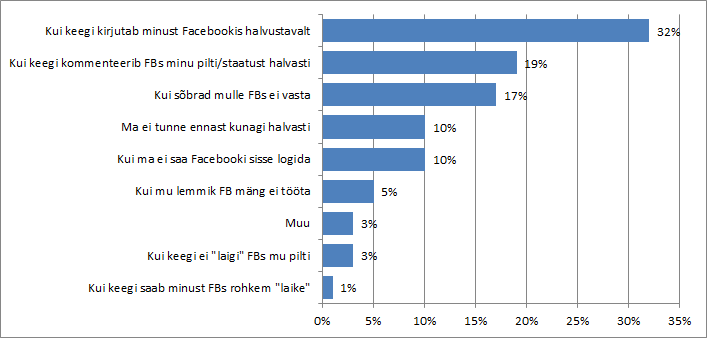 Kui keegi kirjutab minust Facebookis halvustavalt 32%
Kui keegi kommenteerib FBs minu pilti/staatust halvasti 19%
Kui sõbrad mulle FBs ei vasta 17%
Ma ei tunne ennast kunagi halvasti 10%
Kui ma ei saa Facebooki sisse logida 10%
Kui mu lemmik FB mäng ei tööta 5%
Muu 3%
Kui keegi ei "laigi" FBs mu pilti 3%
Kui keegi saab minust FBs rohkem "laike" 1%
0% 5% 10% 15% 20% 25% 30% 35%